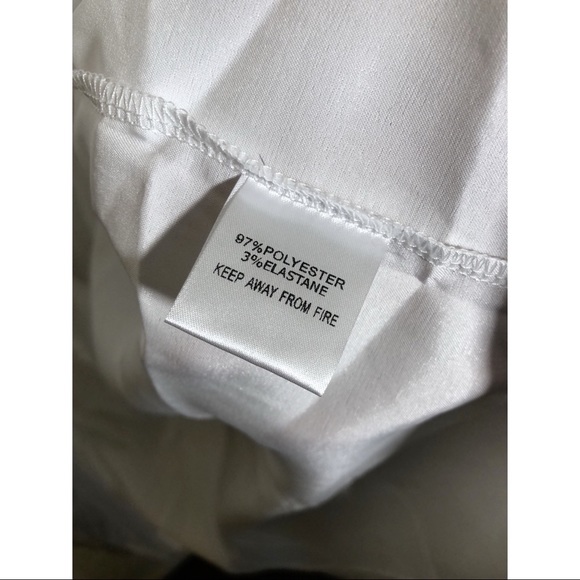 97%POLYESTER
3%ELASTANE
KEEP AWAY FROM FIRE